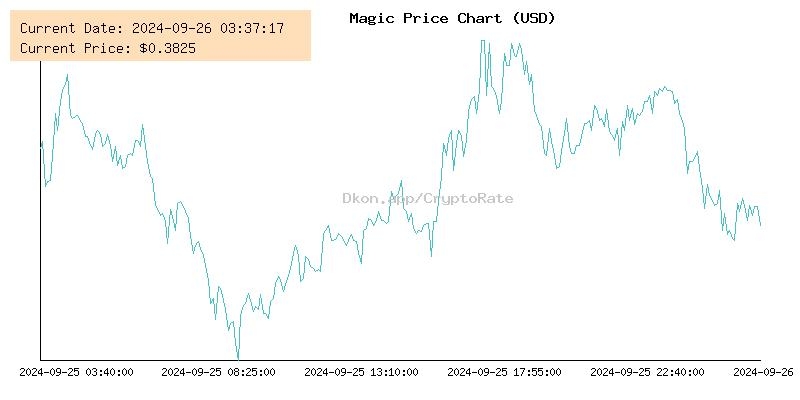 Magic Price Chart (USD)
Current Date: 2024-09-26 03:37:17
Current Price: $0.3825
Dkon.app/CryptoRate
2024-09-25 03:40:00 2024-09-25 08:25:00 2024-09-25 13:10:00 2024-09-25 17:55:00 2024-09-25 22:40:00 2024-09-26